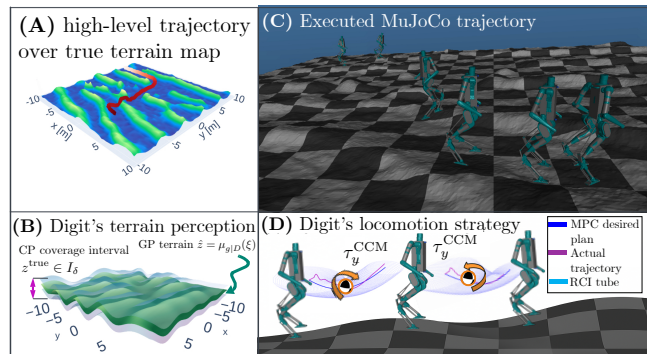 (A) high-level trajectory
over true terrain map
-10
-5
0
5
10
x [m]
10
5
0
-5
-10
y [m]
(C) Executed MuJoCo trajectory
(B) Digit's terrain perception
CP coverage interval
z^true ∈ I_δ
GP terrain ẑ = μ_{g|D}(ξ)
-10
-5
0
5
y
-10
-5
0
5
x
(D) Digit's locomotion strategy
τ_y^CCM
τ_y^CCM
MPC desired
plan
Actual
trajectory
RCI tube